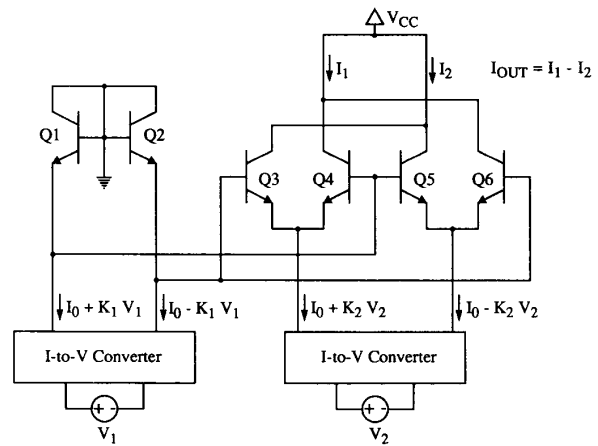 V_CC
I_1
I_2
I_OUT = I_1 - I_2
Q1
Q2
Q3
Q4
Q5
Q6
I_0 + K_1 V_1
I_0 - K_1 V_1
I_0 + K_2 V_2
I_0 - K_2 V_2
I-to-V Converter
I-to-V Converter
+ -
+ -
V_1
V_2